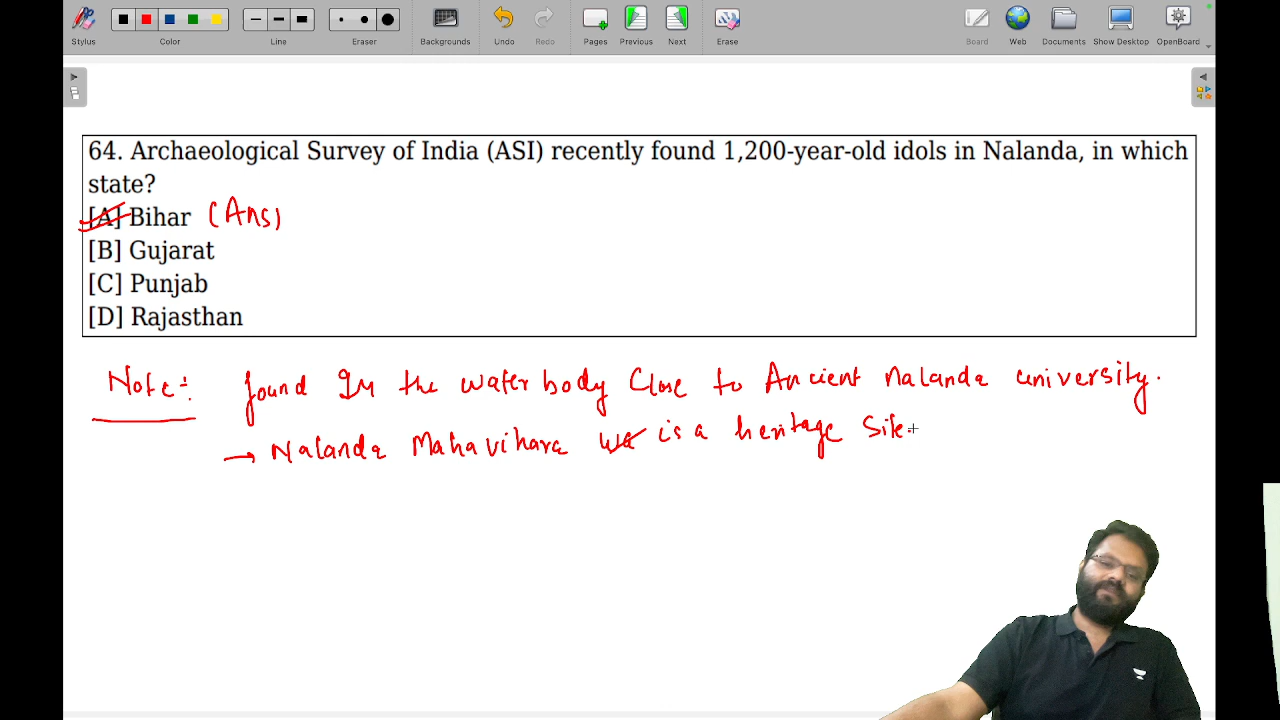 Stylus Color Line Eraser Backgrounds Undo Redo Pages Previous Next Erase Board Web Documents Show Desktop OpenBoard
64. Archaeological Survey of India (ASI) recently found 1,200-year-old idols in Nalanda, in which
state?
[A] Bihar (Ans)
[B] Gujarat
[C] Punjab
[D] Rajasthan
Note:- found In the waterbody Close to Ancient Nalanda university.
→ Nalanda Mahavihara is a heritage Site